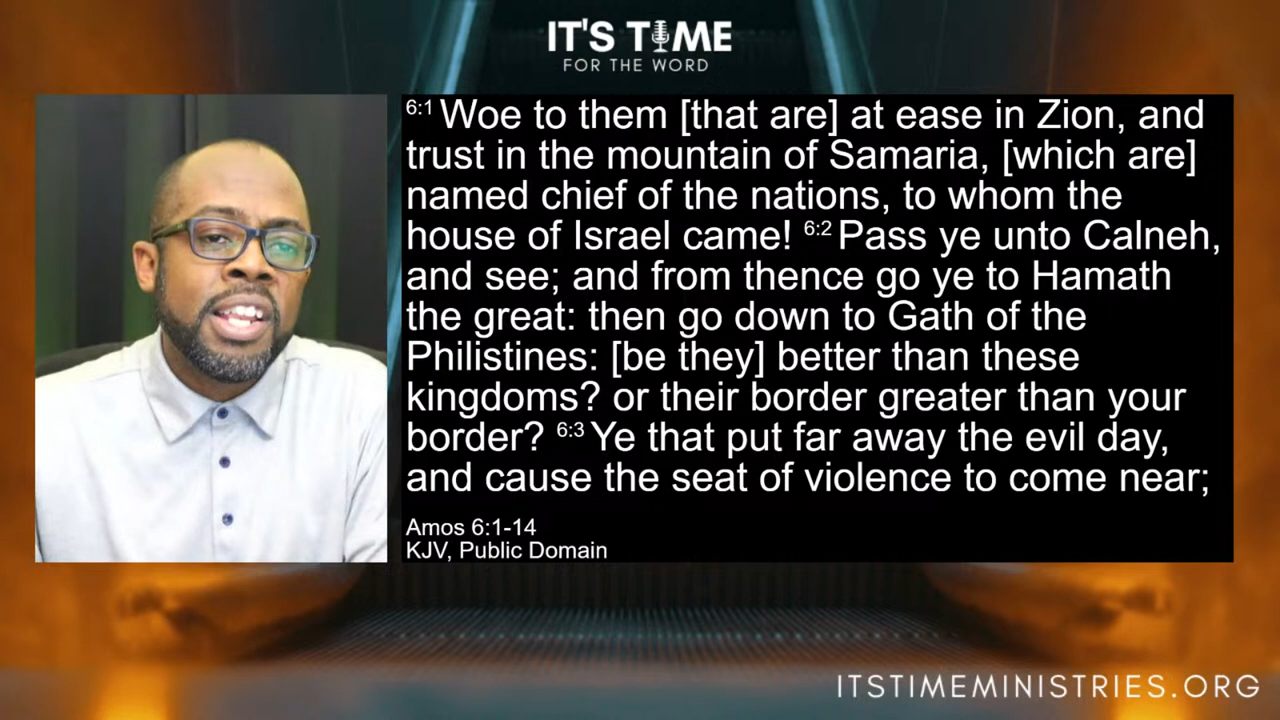 IT'S TIME
FOR THE WORD
6:1 Woe to them [that are] at ease in Zion, and
trust in the mountain of Samaria, [which are]
named chief of the nations, to whom the
house of Israel came! 6:2 Pass ye unto Calneh,
and see; and from thence go ye to Hamath
the great: then go down to Gath of the
Philistines: [be they] better than these
kingdoms? or their border greater than your
border? 6:3 Ye that put far away the evil day,
and cause the seat of violence to come near;
Amos 6:1-14
KJV, Public Domain
ITSTIMEMINISTRIES.ORG